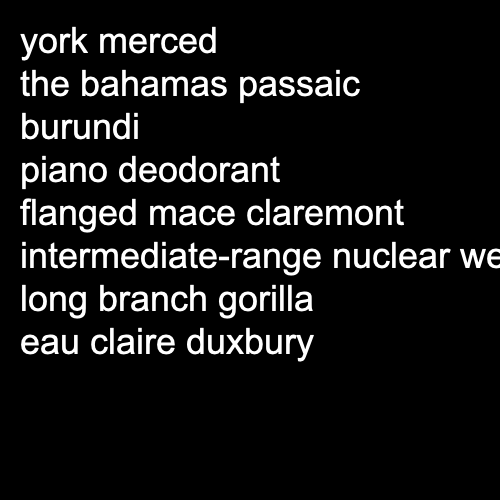 york merced
the bahamas passaic
burundi
piano deodorant
flanged mace claremont
intermediate-range nuclear
long branch gorilla
eau claire duxbury